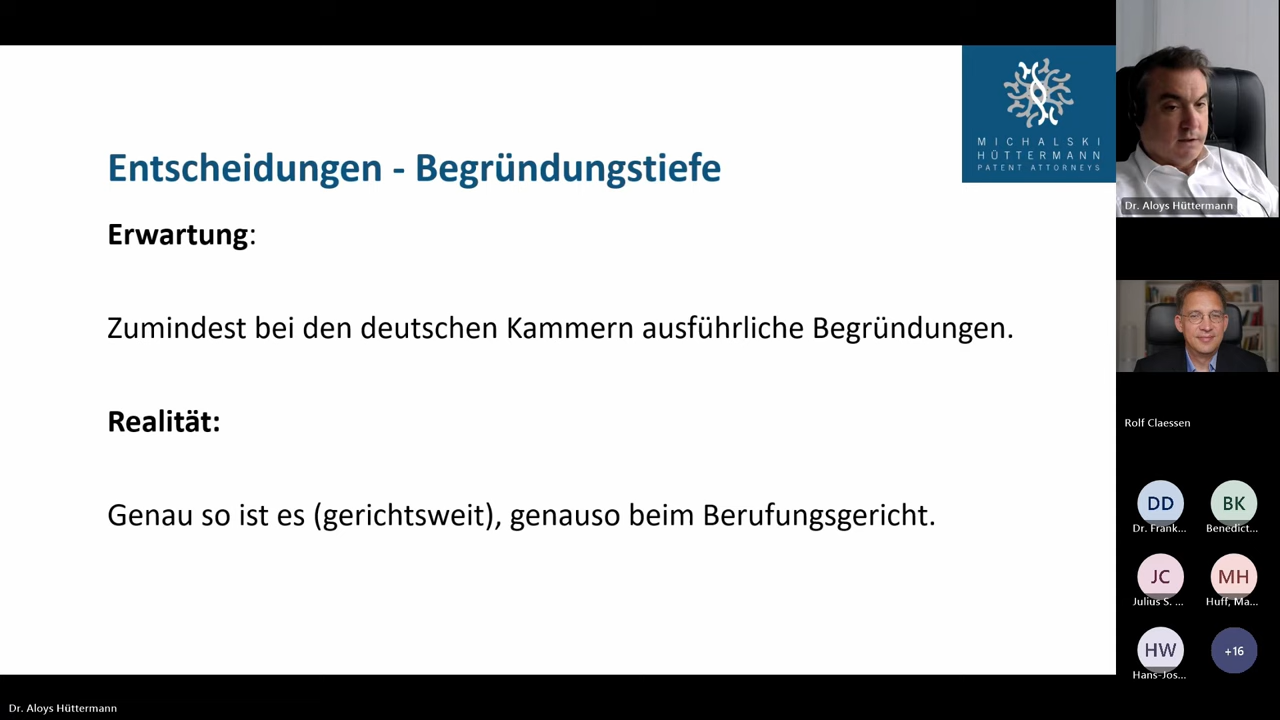 Entscheidungen - Begründungstiefe
Erwartung:
Zumindest bei den deutschen Kammern ausführliche Begründungen.
Realität:
Genau so ist es (gerichtsweit), genauso beim Berufungsgericht.
MICHALSKI
HÜTTERMANN
PATENT ATTORNEYS
Dr. Aloys Hüttermann
Rolf Claessen
DD
Dr. Frank...
BK
Benedict...
JC
Julius S. ...
MH
Huff, Ma...
HW
Hans-Jos...
+16
Dr. Aloys Hüttermann